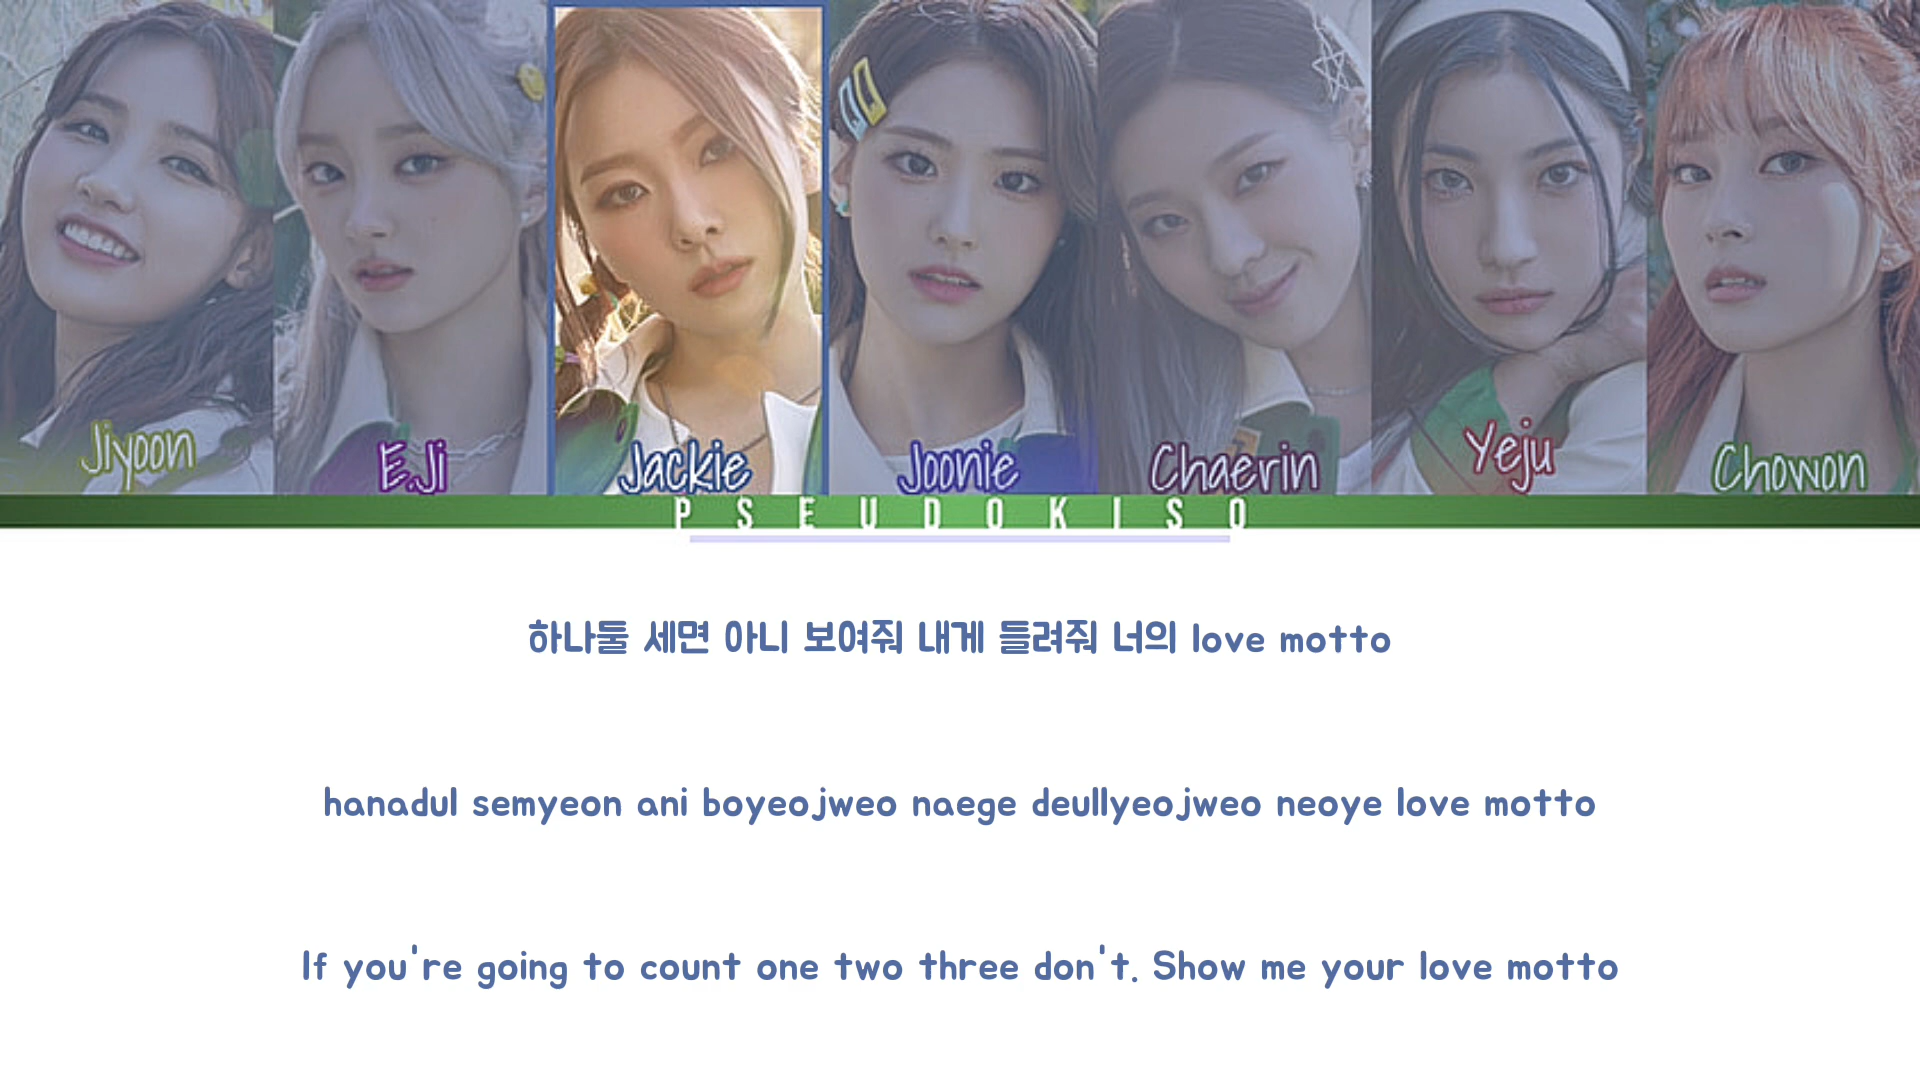 Jiyoon
E.Ji
Jackie
Joonie
Chaerin
Yeju
Chowon
PSEUDOKISO
하나둘 세면 아니 보여줘 내게 들려줘 너의 love motto
hanadul semyeon ani boyeojweo naege deullyeojweo neoye love motto
If you're going to count one two three don't. Show me your love motto